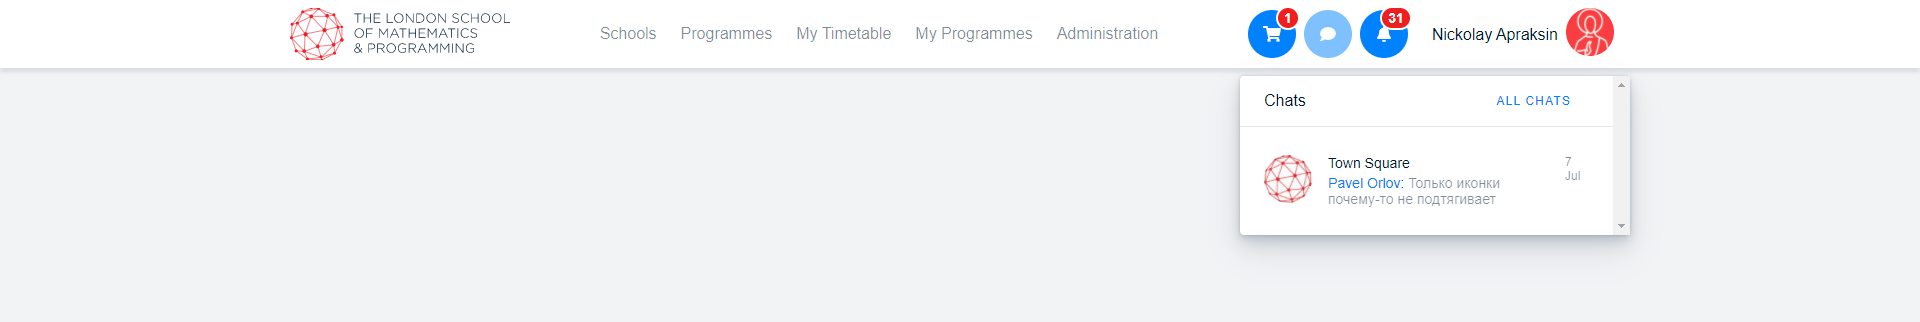 THE LONDON SCHOOL
OF MATHEMATICS
& PROGRAMMING
Schools Programmes My Timetable My Programmes Administration
1
31
Nickolay Apraksin
Chats ALL CHATS
Town Square
7
Jul
Pavel Orlov: Только иконки
почему-то не подтягивает